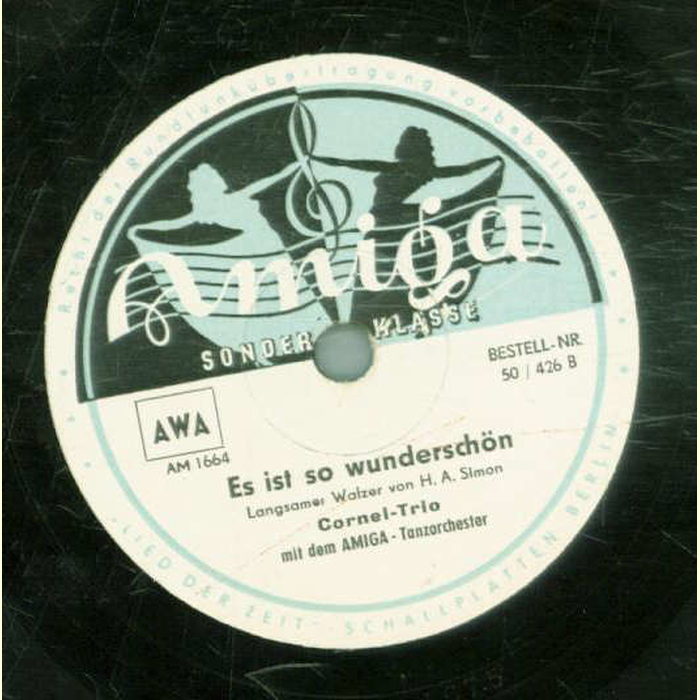 Recht der Rundfunkübertragung vorbehalten!
Amiga
SONDER KLASSE
BESTELL-NR.
50 / 426 B
AWA
AM 1664
Es ist so wunderschön
Langsamer Walzer von H. A. Simon
Cornel-Trio
mit dem AMIGA - Tanzorchester
„LIED DER ZEIT" SCHALLPLATTEN BERLIN